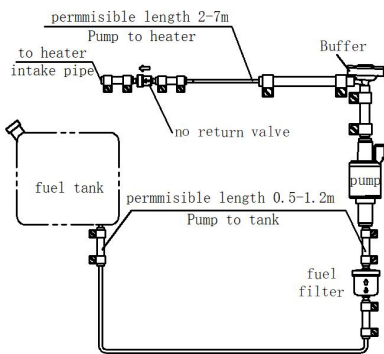 permmisible length 2-7m
Pump to heater
to heater
intake pipe
Buffer
no return valve
fuel tank
pump
permmisible length 0.5-1.2m
Pump to tank
fuel
filter